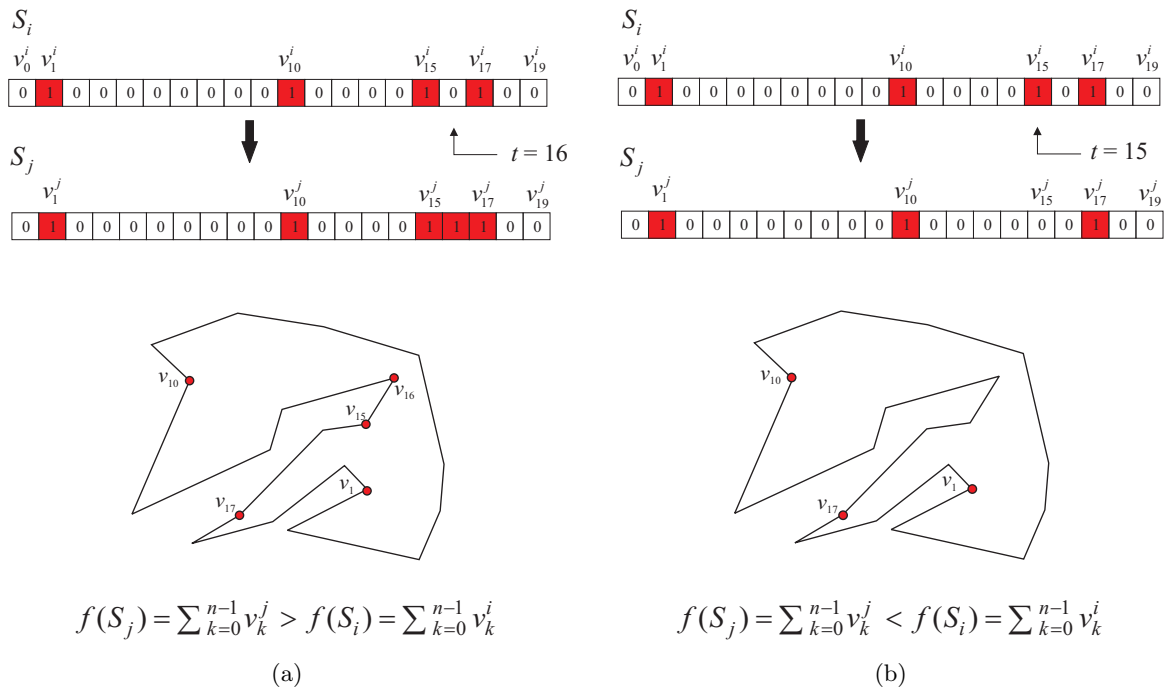 S_i
v_0^i v_1^i v_10^i v_15^i v_17^i v_19^i
0 1 0 0 0 0 0 0 0 0 1 0 0 0 0 1 0 1 0 0
t = 16
S_j
v_1^j v_10^j v_15^j v_17^j v_19^j
0 1 0 0 0 0 0 0 0 0 1 0 0 0 0 1 1 1 0 0
v_10
v_16
v_15
v_1
v_17
f(S_j) = ∑_{k=0}^{n-1} v_k^j > f(S_i) = ∑_{k=0}^{n-1} v_k^i
(a)
S_i
v_0^i v_1^i v_10^i v_15^i v_17^i v_19^i
0 1 0 0 0 0 0 0 0 0 1 0 0 0 0 1 0 1 0 0
t = 15
S_j
v_1^j v_10^j v_15^j v_17^j v_19^j
0 1 0 0 0 0 0 0 0 0 1 0 0 0 0 0 0 1 0 0
v_10
v_1
v_17
f(S_j) = ∑_{k=0}^{n-1} v_k^j < f(S_i) = ∑_{k=0}^{n-1} v_k^i
(b)